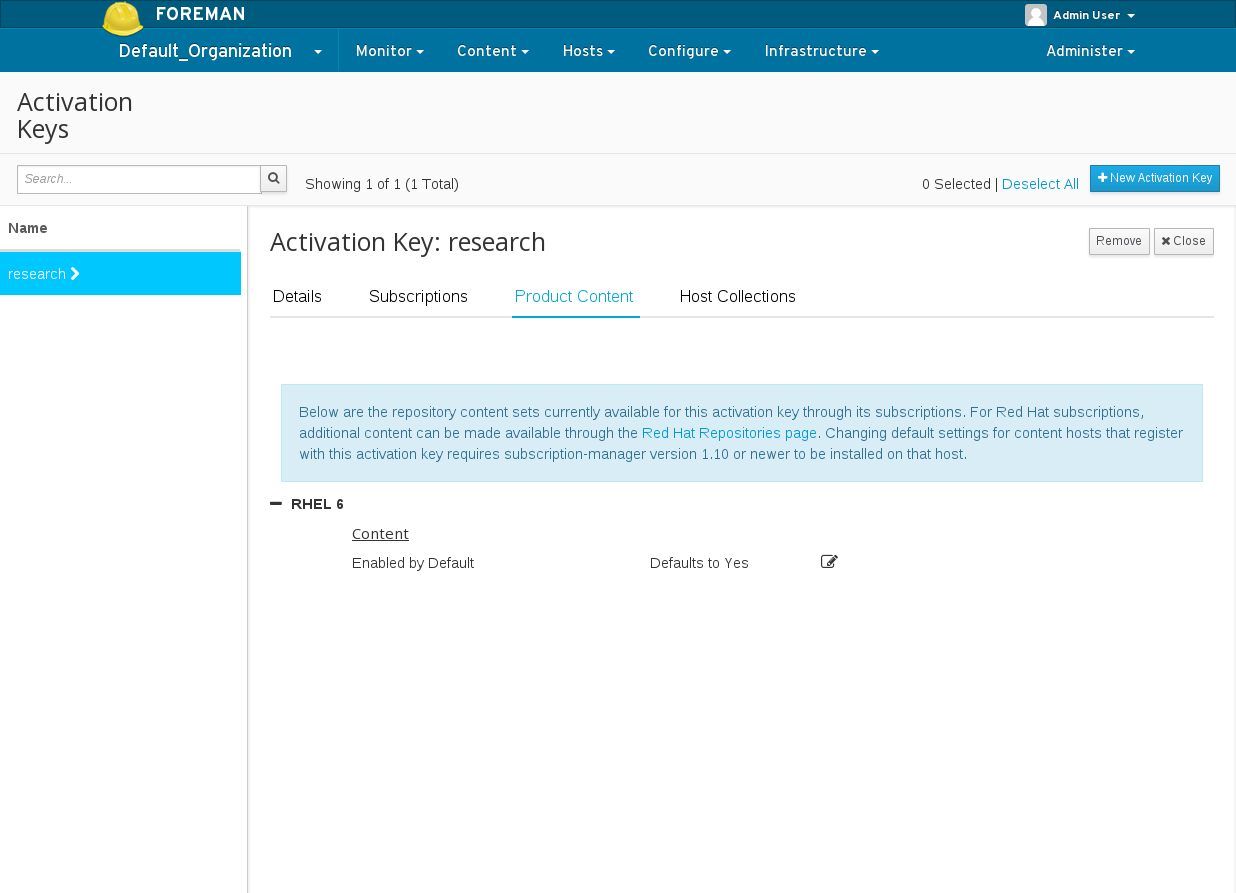 FOREMAN
Admin User
Default_Organization
Monitor
Content
Hosts
Configure
Infrastructure
Administer
Activation
Keys
Search...
Showing 1 of 1 (1 Total)
0 Selected | Deselect All
New Activation Key
Name
research
Activation Key: research
Remove
Close
Details
Subscriptions
Product Content
Host Collections
Below are the repository content sets currently available for this activation key through its subscriptions. For Red Hat subscriptions,
additional content can be made available through the Red Hat Repositories page. Changing default settings for content hosts that register
with this activation key requires subscription-manager version 1.10 or newer to be installed on that host.
RHEL 6
Content
Enabled by Default
Defaults to Yes